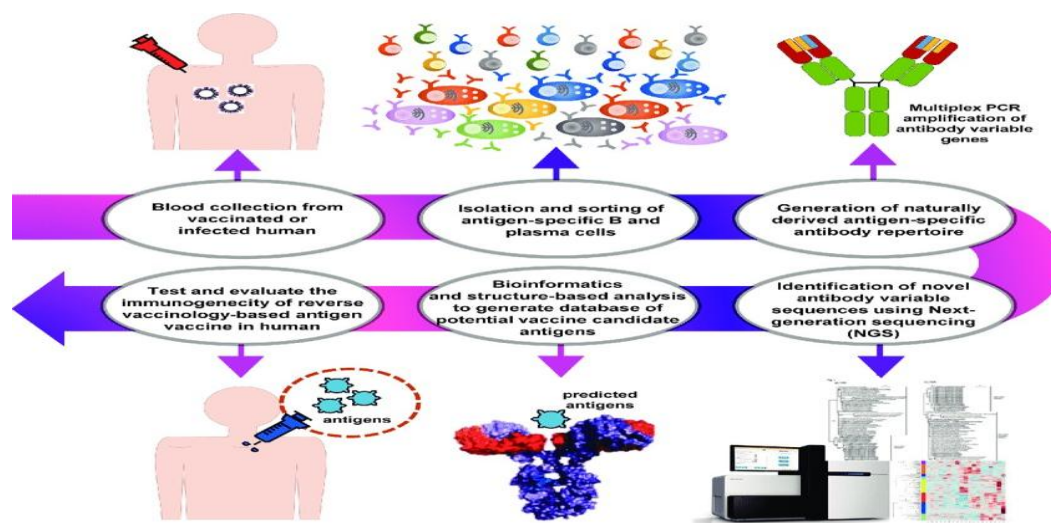 Multiplex PCR
amplification of
antibody variable
genes
Blood collection from
vaccinated or
infected human
Isolation and sorting of
antigen-specific B and
plasma cells
Generation of naturally
derived antigen-specific
antibody repertoire
Test and evaluate the
immunogenecity of reverse
vaccinology-based antigen
vaccine in human
Bioinformatics
and structure-based analysis
to generate database of
potential vaccine candidate
antigens
Identification of novel
antibody variable
sequences using Next-
generation sequencing
(NGS)
antigens
predicted
antigens